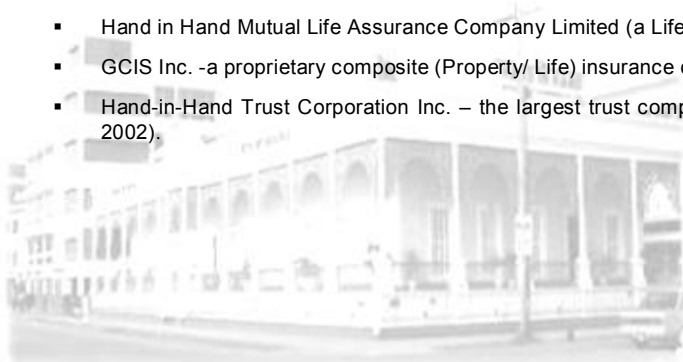 ▪ Hand in Hand Mutual Life Assurance Company Limited (a Life
▪ GCIS Inc. -a proprietary composite (Property/ Life) insurance
▪ Hand-in-Hand Trust Corporation Inc. – the largest trust comp
2002).